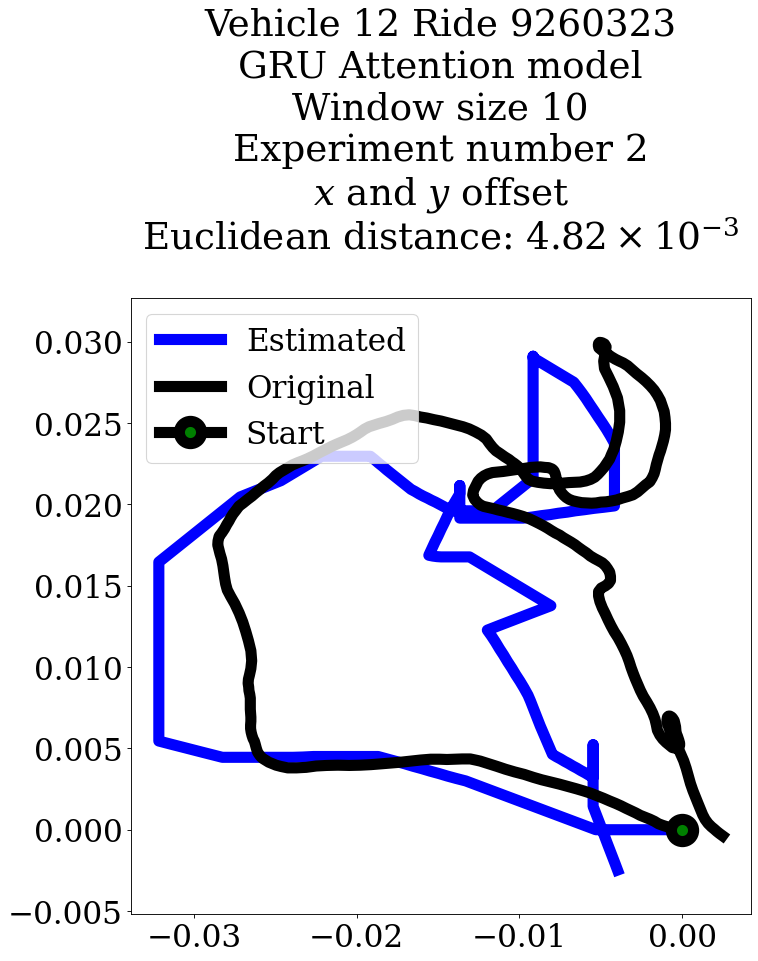 Vehicle 12 Ride 9260323
GRU Attention model
Window size 10
Experiment number 2
x and y offset
Euclidean distance: 4.82 × 10⁻³
Estimated
Original
Start
0.030
0.025
0.020
0.015
0.010
0.005
0.000
−0.005
−0.03 −0.02 −0.01 0.00